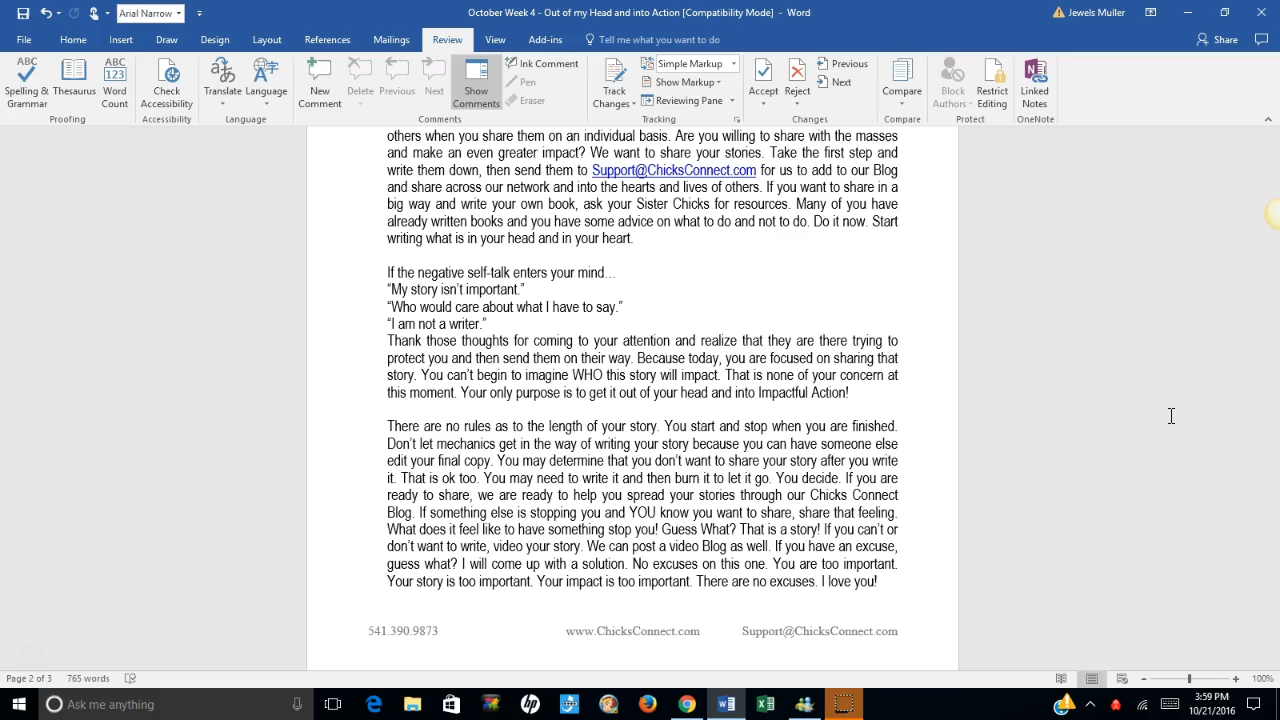 Arial Narrow
October Week 4 - Out of my Head and into Action [Compatibility Mode] - Word
Jewels Muller
File Home Insert Draw Design Layout References Mailings Review View Add-ins Tell me what you want to do Share
Spelling & Grammar
Thesaurus
Word Count
Proofing
Check Accessibility
Accessibility
Translate
Language
Language
New Comment
Delete
Previous
Next
Show Comments
Ink Comment
Pen
Eraser
Comments
Track Changes
Simple Markup
Show Markup
Reviewing Pane
Tracking
Accept
Reject
Previous
Next
Changes
Compare
Compare
Block Authors
Restrict Editing
Protect
Linked Notes
OneNote
others when you share them on an individual basis. Are you willing to share with the masses
and make an even greater impact? We want to share your stories. Take the first step and
write them down, then send them to Support@ChicksConnect.com for us to add to our Blog
and share across our network and into the hearts and lives of others. If you want to share in a
big way and write your own book, ask your Sister Chicks for resources. Many of you have
already written books and you have some advice on what to do and not to do. Do it now. Start
writing what is in your head and in your heart.
If the negative self-talk enters your mind…
“My story isn’t important.”
“Who would care about what I have to say.”
“I am not a writer.”
Thank those thoughts for coming to your attention and realize that they are there trying to
protect you and then send them on their way. Because today, you are focused on sharing that
story. You can’t begin to imagine WHO this story will impact. That is none of your concern at
this moment. Your only purpose is to get it out of your head and into Impactful Action!
There are no rules as to the length of your story. You start and stop when you are finished.
Don’t let mechanics get in the way of writing your story because you can have someone else
edit your final copy. You may determine that you don’t want to share your story after you write
it. That is ok too. You may need to write it and then burn it to let it go. You decide. If you are
ready to share, we are ready to help you spread your stories through our Chicks Connect
Blog. If something else is stopping you and YOU know you want to share, share that feeling.
What does it feel like to have something stop you! Guess What? That is a story! If you can’t or
don’t want to write, video your story. We can post a video Blog as well. If you have an excuse,
guess what? I will come up with a solution. No excuses on this one. You are too important.
Your story is too important. Your impact is too important. There are no excuses. I love you!
541.390.9873 www.ChicksConnect.com Support@ChicksConnect.com
Page 2 of 3 765 words 100%
Ask me anything
3:59 PM
10/21/2016